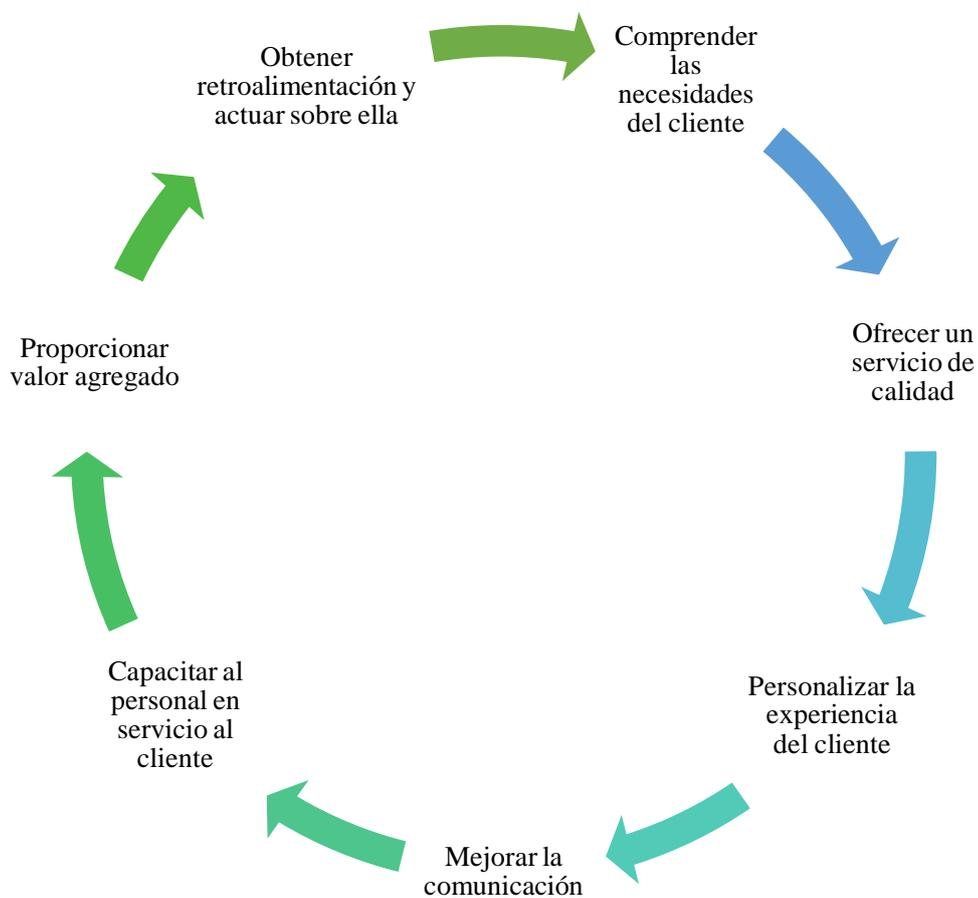 Comprender
las
necesidades
del cliente
Ofrecer un
servicio de
calidad
Personalizar la
experiencia
del cliente
Mejorar la
comunicación
Capacitar al
personal en
servicio al
cliente
Proporcionar
valor agregado
Obtener
retroalimentación y
actuar sobre ella